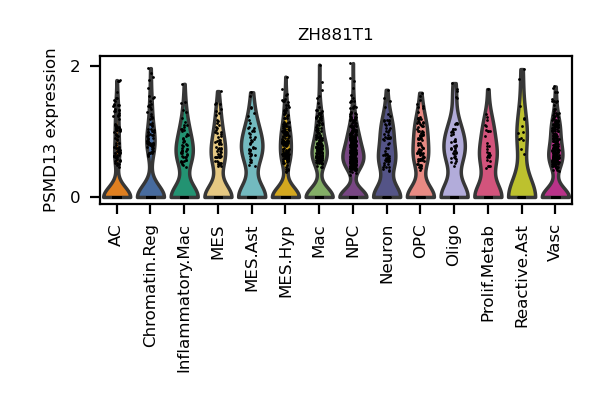 ZH881T1
PSMD13 expression
2
0
AC
Chromatin.Reg
Inflammatory.Mac
MES
MES.Ast
MES.Hyp
Mac
NPC
Neuron
OPC
Oligo
Prolif.Metab
Reactive.Ast
Vasc